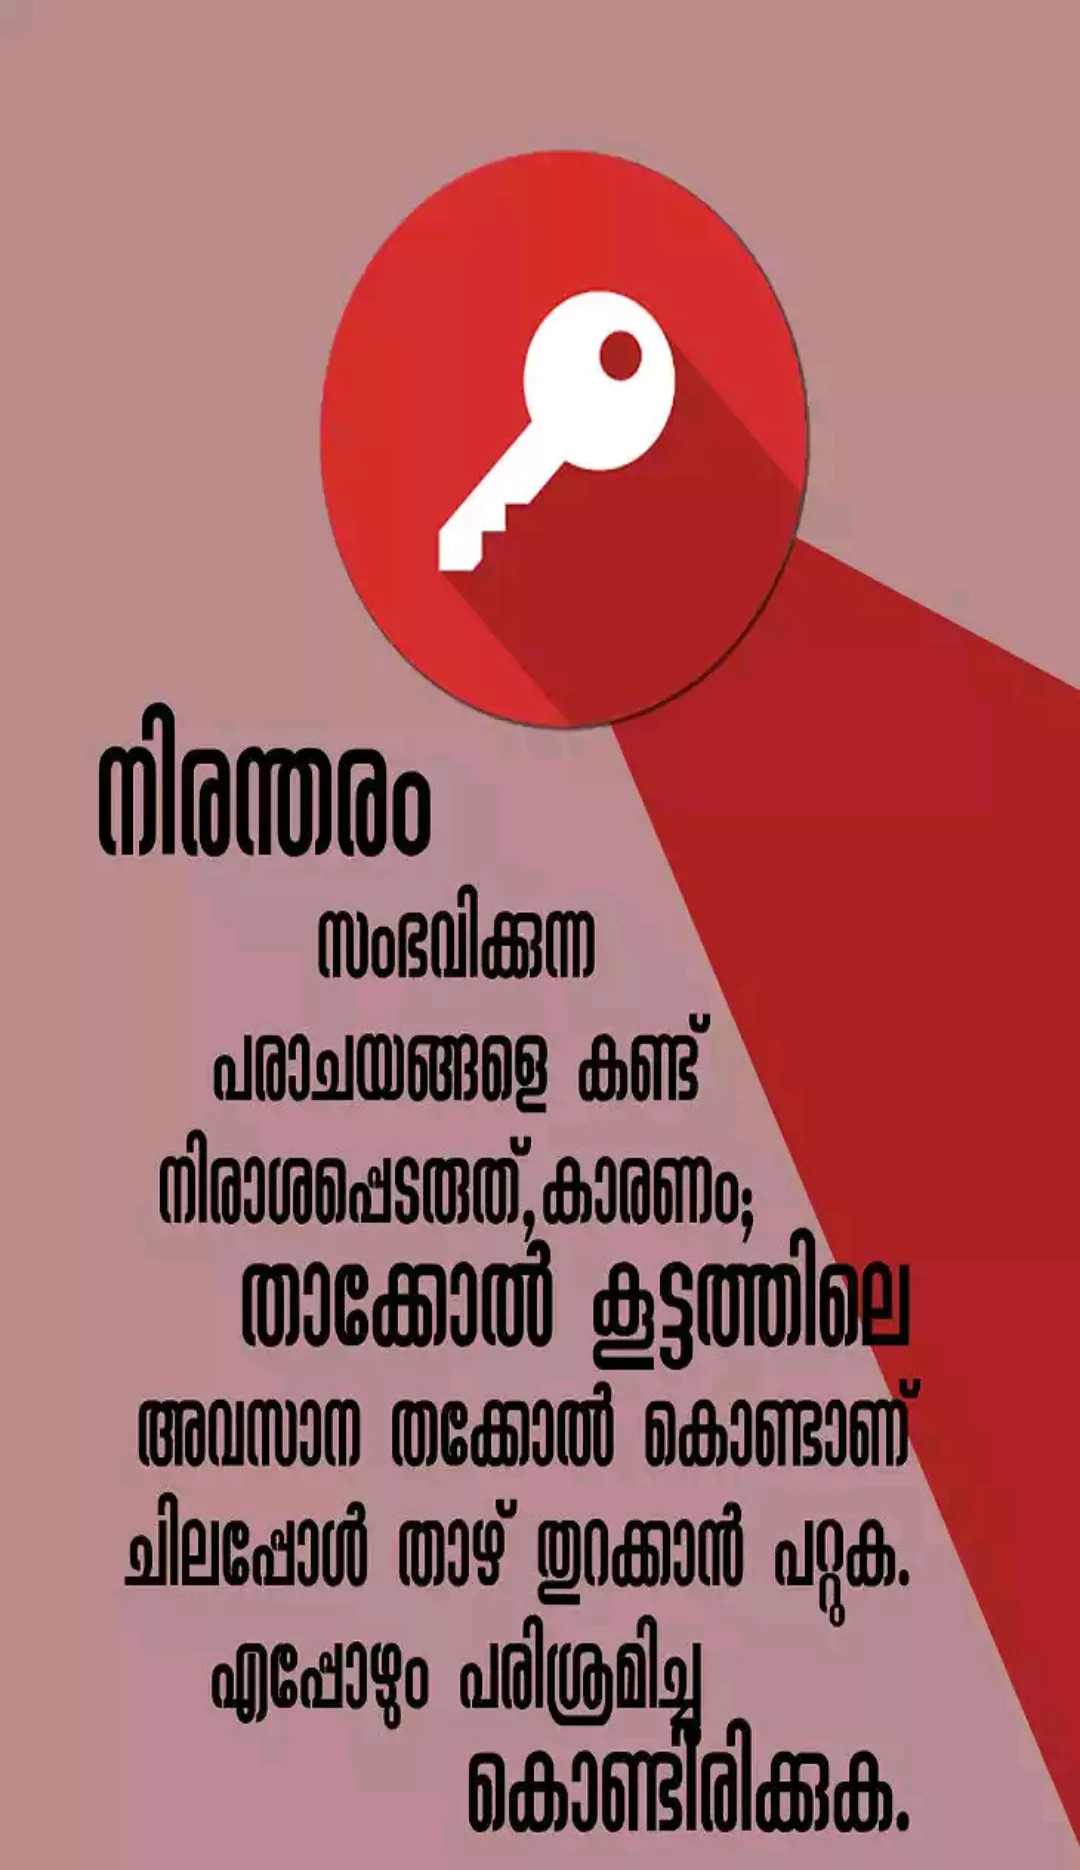 നിരന്തരം
സംഭവിക്കുന്ന
പരാചയങ്ങളെ കണ്ട്
നിരാശപ്പെടരുത്,കാരണം;
താക്കോൽ കൂട്ടത്തിലെ
അവസാന തക്കോൽ കൊണ്ടാണ്
ചിലപ്പോൾ താഴ് തുറക്കാൻ പറ്റുക.
എപ്പോഴും പരിശ്രമിച്ചു
കൊണ്ടിരിക്കുക.